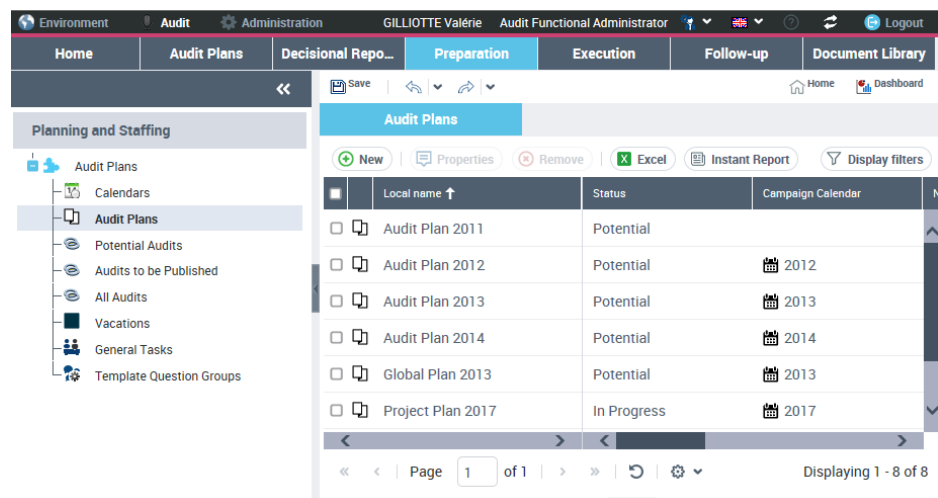 Environment Audit Administration GILLIOTTE Valérie Audit Functional Administrator Logout
Home Audit Plans Decisional Repo... Preparation Execution Follow-up Document Library
Save Home Dashboard
Planning and Staffing
Audit Plans
Calendars
Audit Plans
Potential Audits
Audits to be Published
All Audits
Vacations
General Tasks
Template Question Groups
Audit Plans
New Properties Remove Excel Instant Report Display filters
Local name Status Campaign Calendar
Audit Plan 2011 Potential
Audit Plan 2012 Potential 2012
Audit Plan 2013 Potential 2013
Audit Plan 2014 Potential 2014
Global Plan 2013 Potential 2013
Project Plan 2017 In Progress 2017
Page 1 of 1 Displaying 1 - 8 of 8